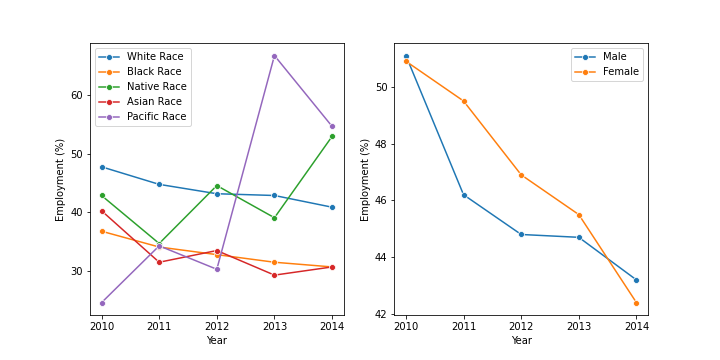 White Race
Black Race
Native Race
Asian Race
Pacific Race
60
50
40
30
Employment (%)
2010 2011 2012 2013 2014
Year
Male
Female
50
48
46
44
42
Employment (%)
2010 2011 2012 2013 2014
Year